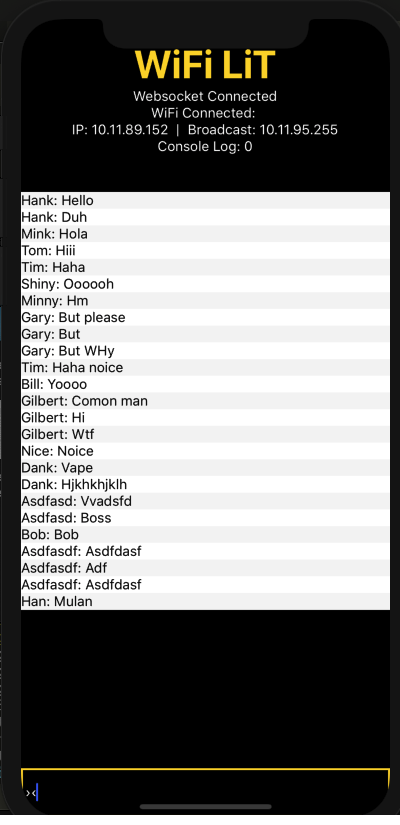 WiFi LiT
Websocket Connected
WiFi Connected:
IP: 10.11.89.152 | Broadcast: 10.11.95.255
Console Log: 0
Hank: Hello
Hank: Duh
Mink: Hola
Tom: Hiii
Tim: Haha
Shiny: Oooooh
Minny: Hm
Gary: But please
Gary: But
Gary: But WHy
Tim: Haha noice
Bill: Yoooo
Gilbert: Comon man
Gilbert: Hi
Gilbert: Wtf
Nice: Noice
Dank: Vape
Dank: Hjkhkhjklh
Asdfasd: Vvadsfd
Asdfasd: Boss
Bob: Bob
Asdfasdf: Asdfdasf
Asdfasdf: Adf
Asdfasdf: Asdfdasf
Han: Mulan
›‹